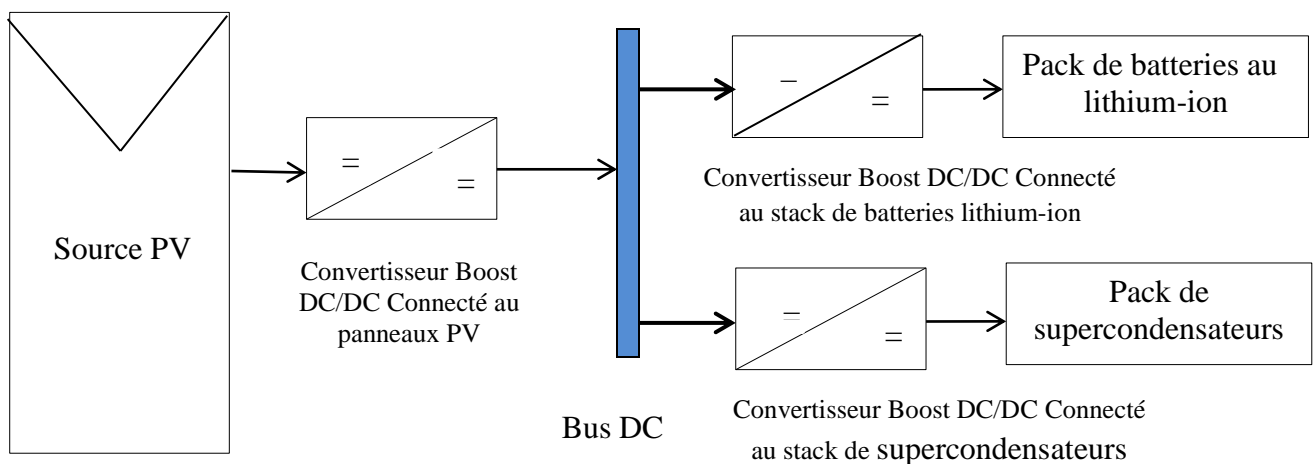 Source PV
=
=
Convertisseur Boost
DC/DC Connecté au
panneaux PV
Bus DC
–
=
Convertisseur Boost DC/DC Connecté
au stack de batteries lithium-ion
Pack de batteries au
lithium-ion
=
=
Convertisseur Boost DC/DC Connecté
au stack de supercondensateurs
Pack de
supercondensateurs